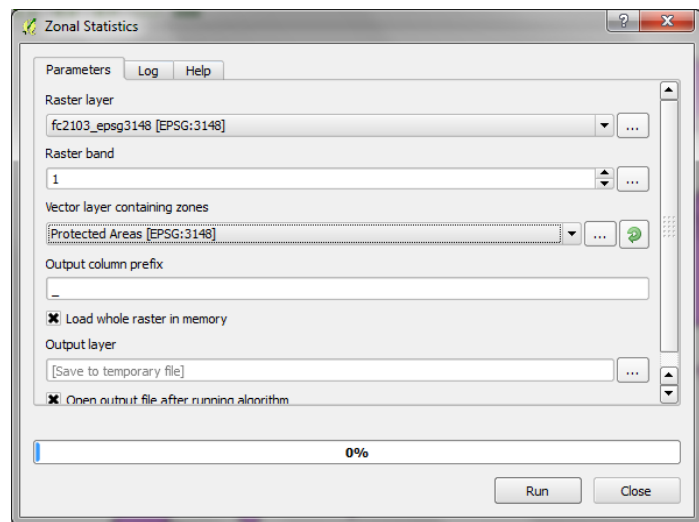 Zonal Statistics
Parameters Log Help
Raster layer
fc2103_epsg3148 [EPSG:3148]
...
Raster band
1
...
Vector layer containing zones
Protected Areas [EPSG:3148]
...
Output column prefix
_
Load whole raster in memory
Output layer
[Save to temporary file]
...
Open output file after running algorithm
0%
Run Close